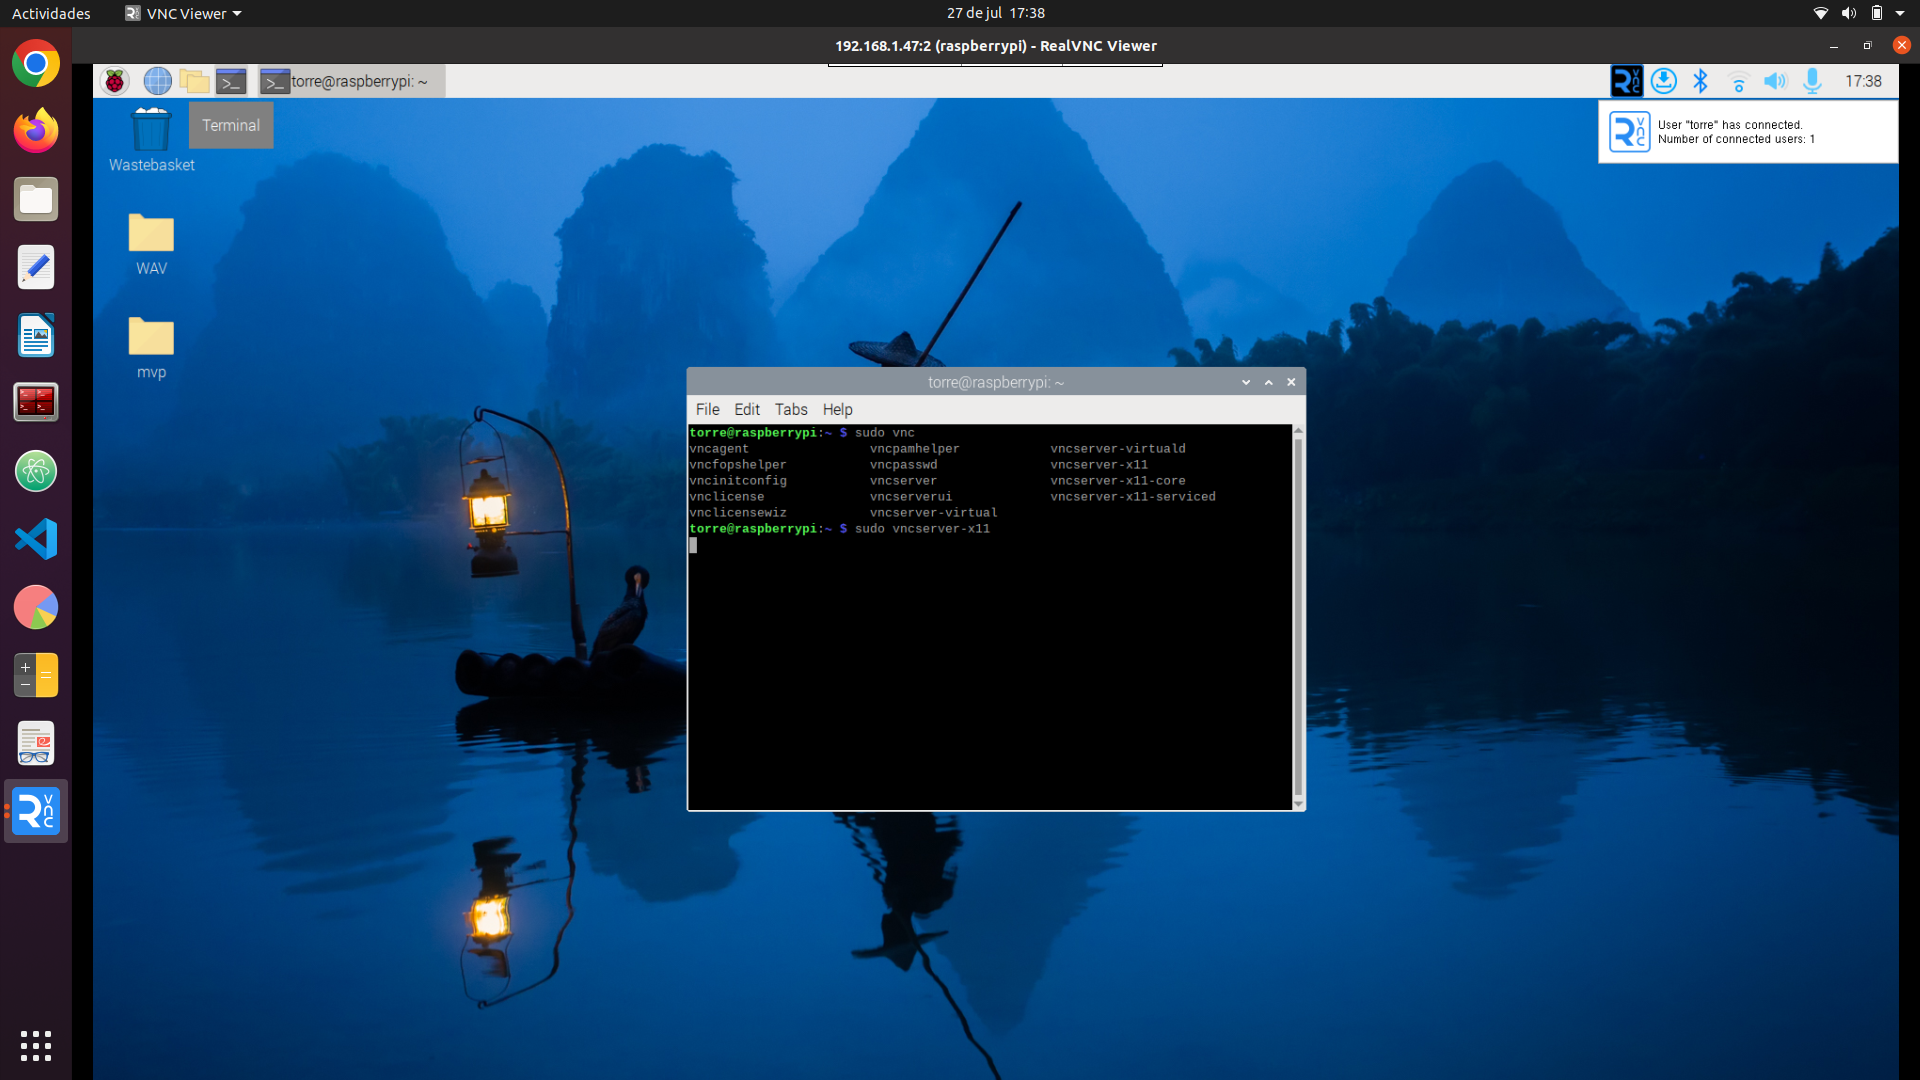 Actividades
VNC Viewer
27 de jul 17:38
192.168.1.47:2 (raspberrypi) - RealVNC Viewer
torre@raspberrypi: ~
17:38
Terminal
User "torre" has connected.
Number of connected users: 1
Wastebasket
WAV
mvp
torre@raspberrypi: ~
File Edit Tabs Help
torre@raspberrypi:~ $ sudo vnc
vncagent vncpamhelper vncserver-virtuald
vncfopshelper vncpasswd vncserver-x11
vncinitconfig vncserver vncserver-x11-core
vnclicense vncserverui vncserver-x11-serviced
vnclicensewiz vncserver-virtual
torre@raspberrypi:~ $ sudo vncserver-x11